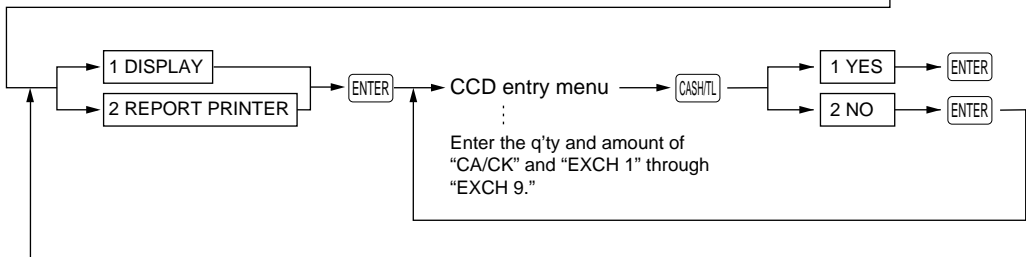 1 DISPLAY
2 REPORT PRINTER
ENTER
CCD entry menu
Enter the q'ty and amount of
“CA/CK” and “EXCH 1” through
“EXCH 9.”
CASH/TL
1 YES
ENTER
2 NO
ENTER